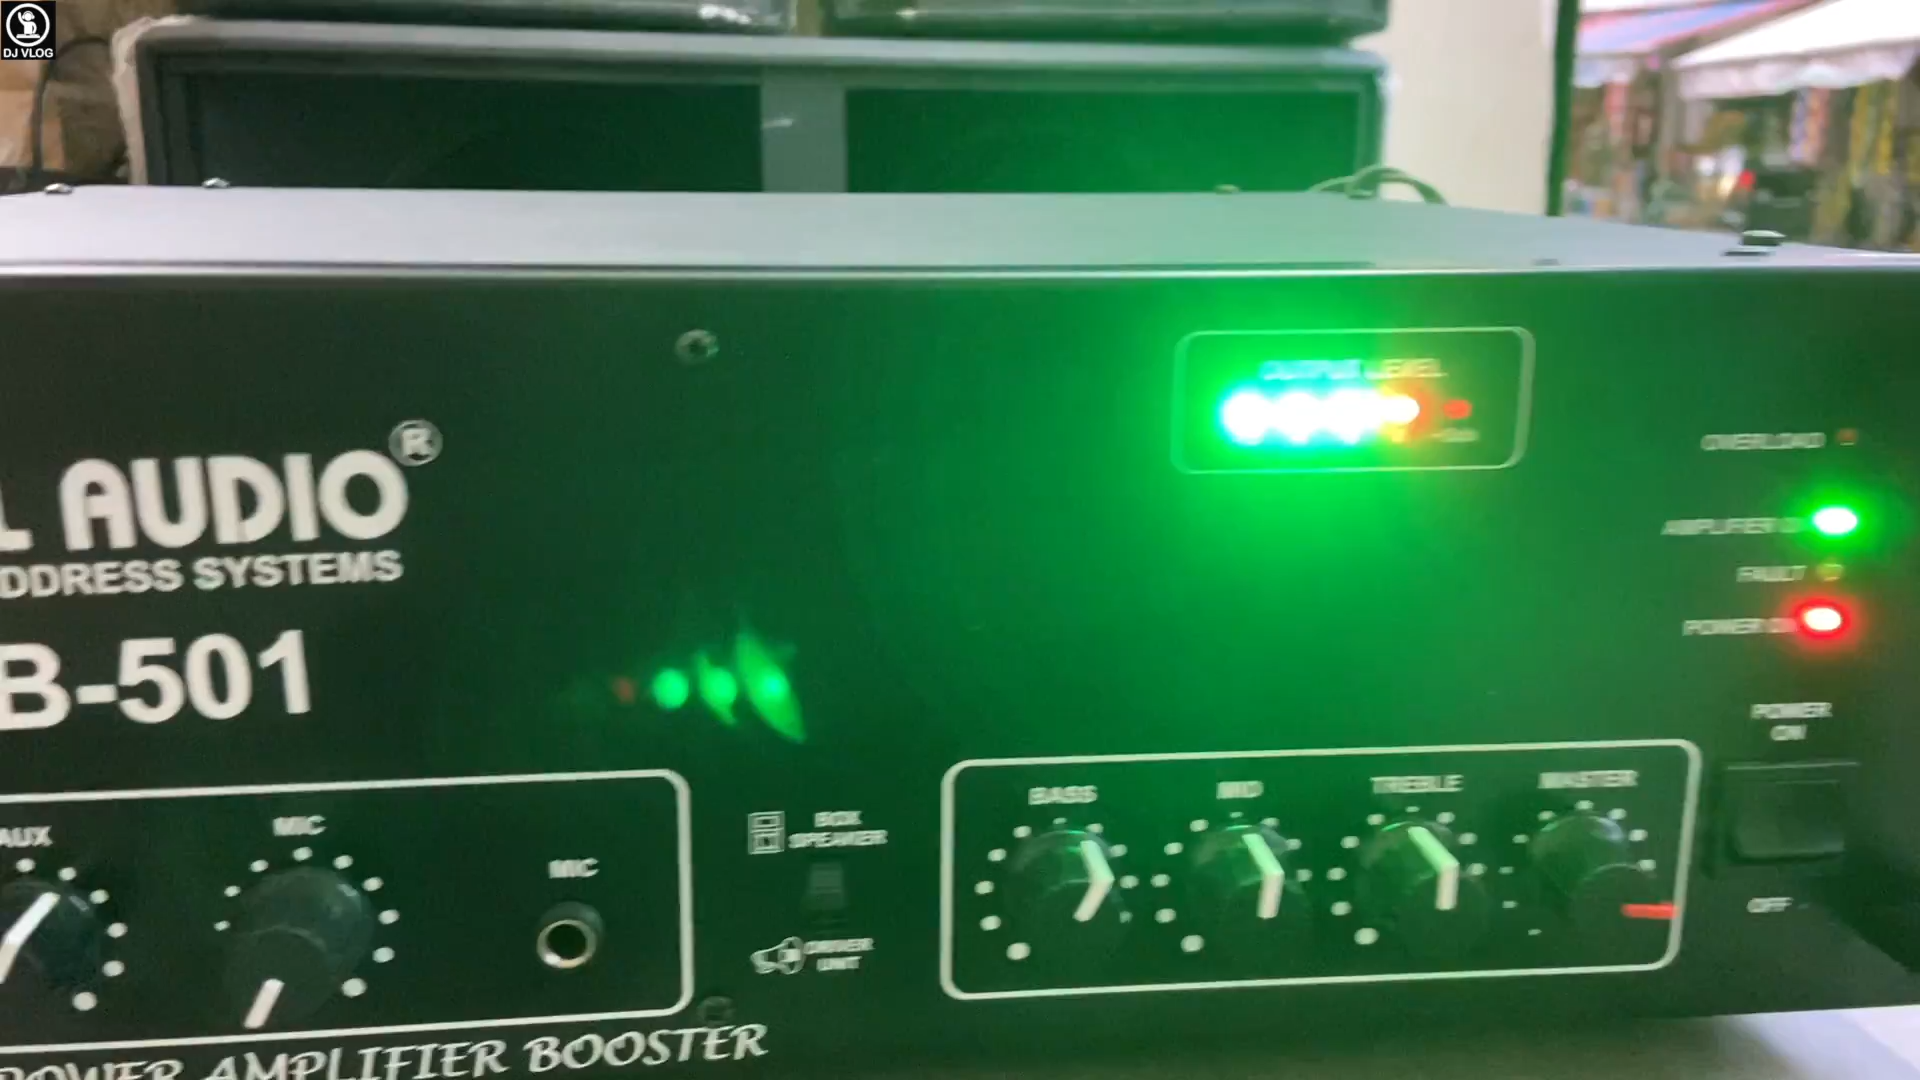 DJ VLOG
OUTPUT LEVEL
OVERLOAD
AUDIO®
AMPLIFIER
DDRESS SYSTEMS
FAULT
POWER ON
B-501
POWER
ON
BASS
MID
TREBLE
MASTER
AUX
MIC
MIC
BOX
SPEAKER
OFF
DRIVER
UNIT
POWER AMPLIFIER BOOSTER